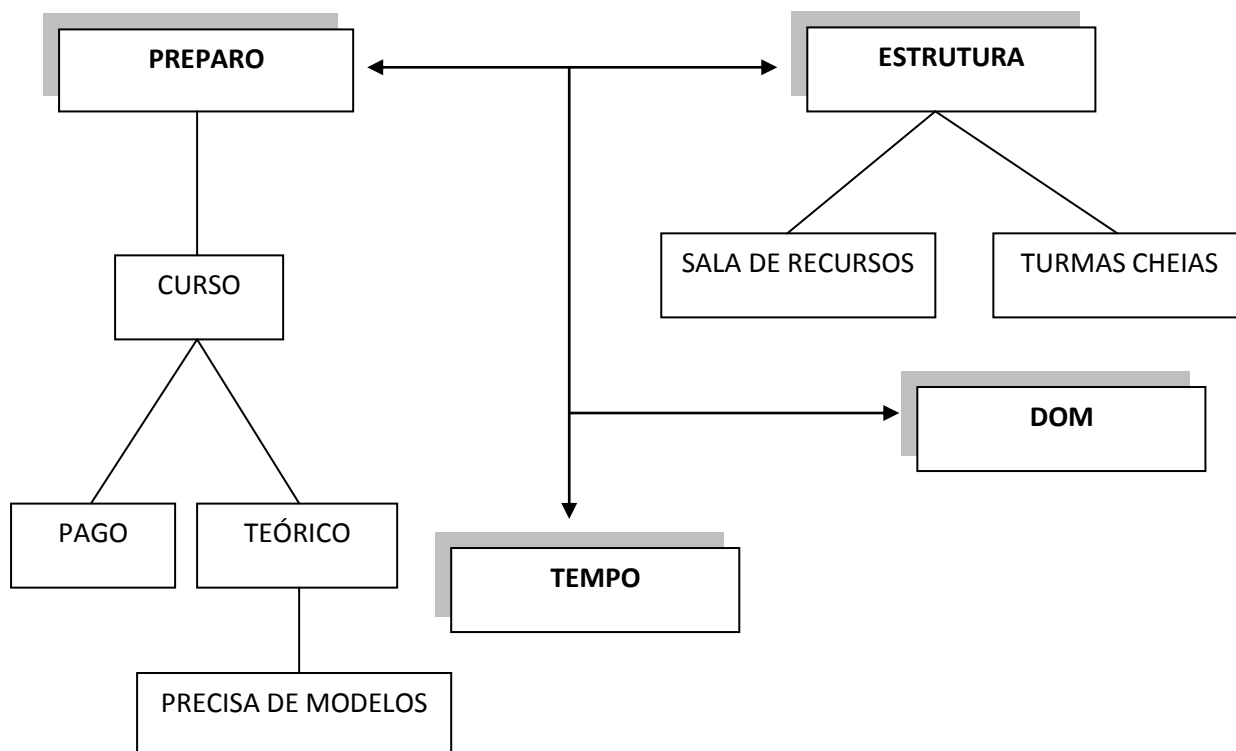 PREPARO
ESTRUTURA
SALA DE RECURSOS
TURMAS CHEIAS
CURSO
DOM
PAGO
TEÓRICO
TEMPO
PRECISA DE MODELOS